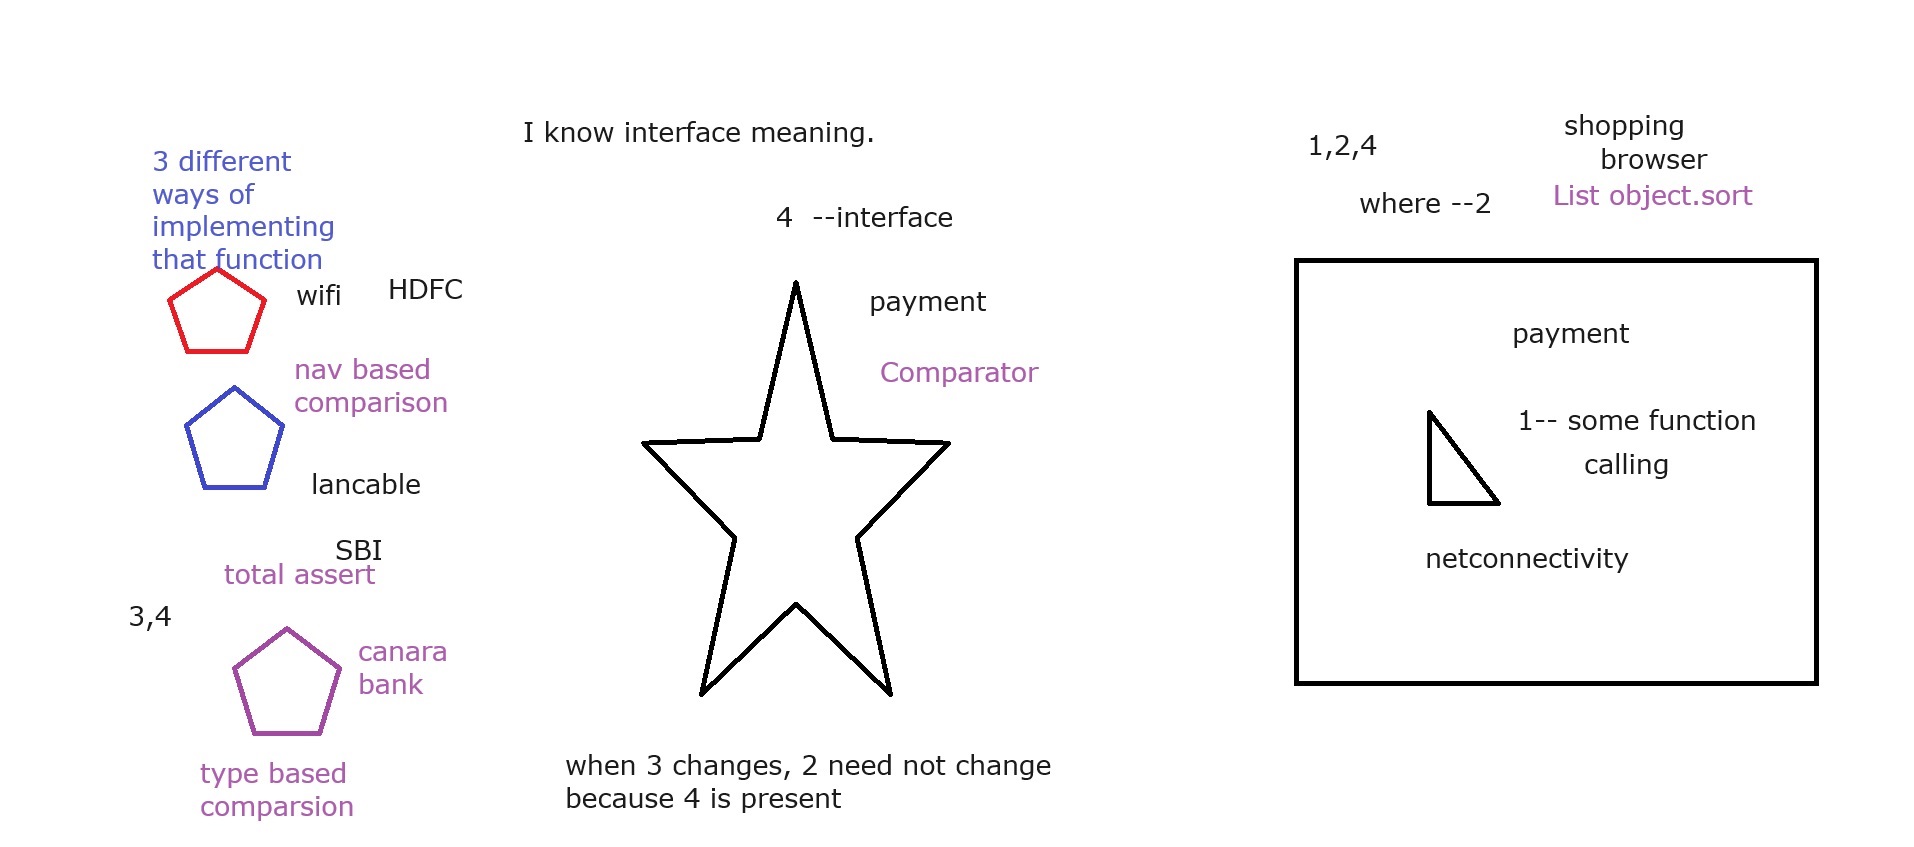 I know interface meaning.
3 different
ways of
implementing
that function
wifi
HDFC
nav based
comparison
lancable
SBI
total assert
3,4
canara
bank
type based
comparsion
4  --interface
payment
Comparator
when 3 changes, 2 need not change
because 4 is present
1,2,4
where --2
shopping
browser
List object.sort
payment
1-- some function
calling
netconnectivity